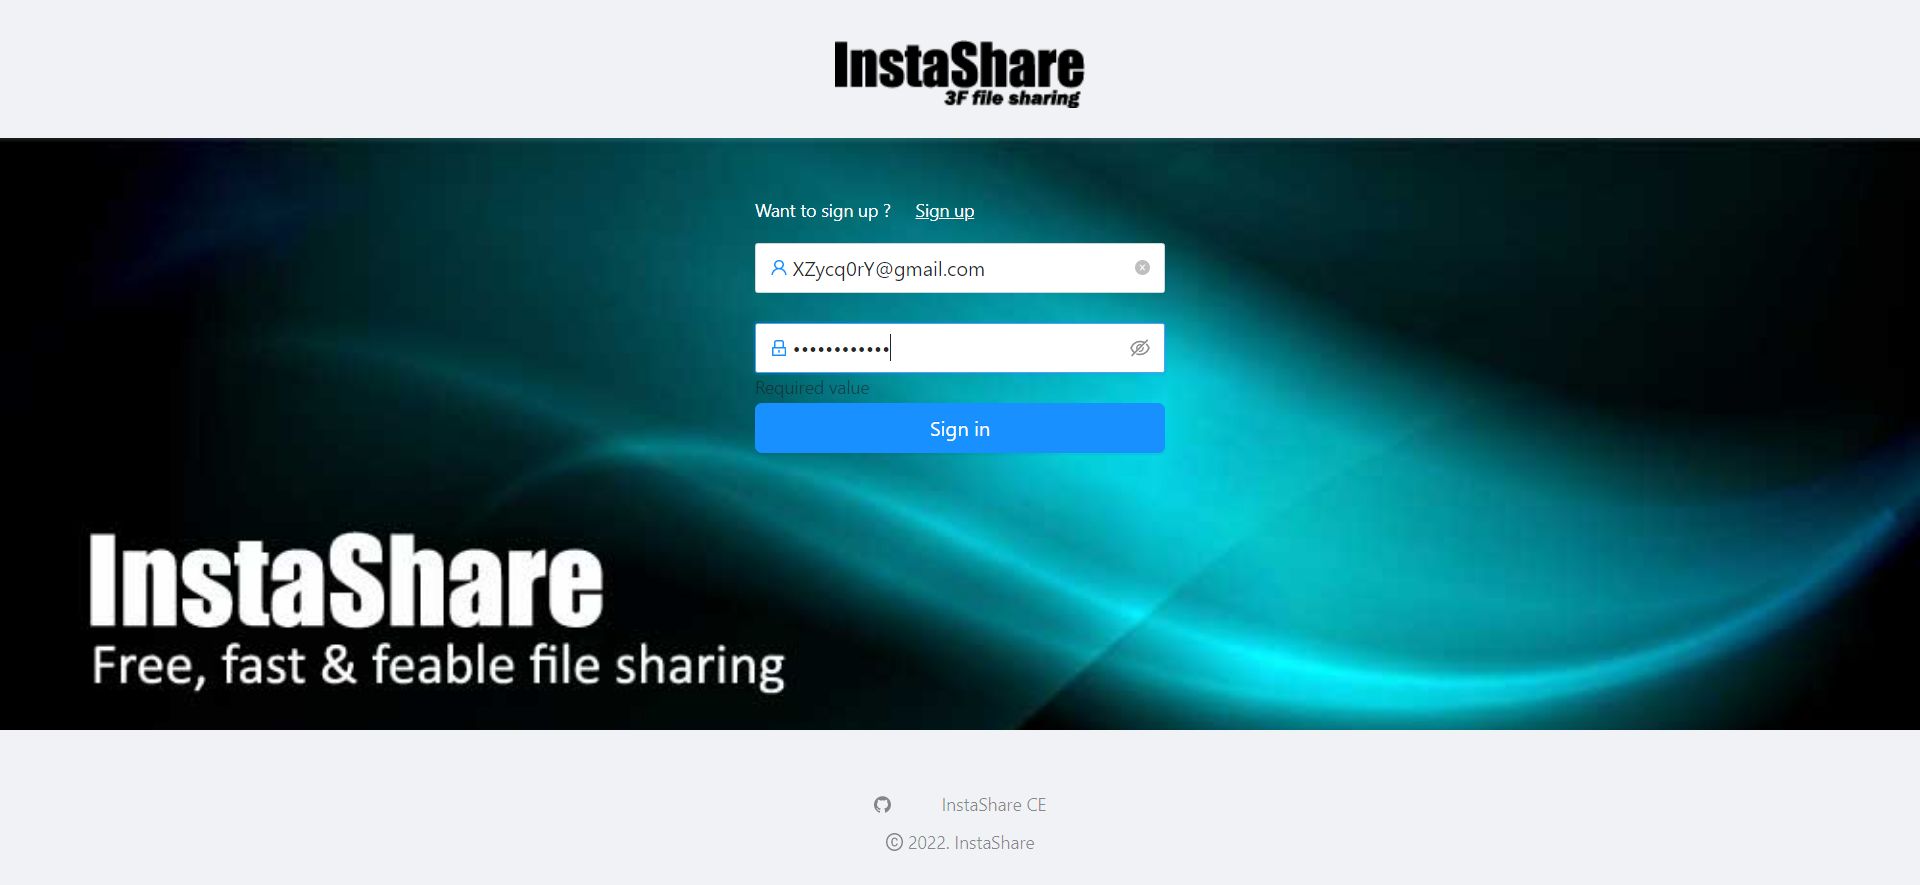 InstaShare
3F file sharing
Want to sign up ? Sign up
XZycq0rY@gmail.com
••••••••••••
Required value
Sign in
InstaShare
Free, fast & feable file sharing
InstaShare CE
© 2022. InstaShare